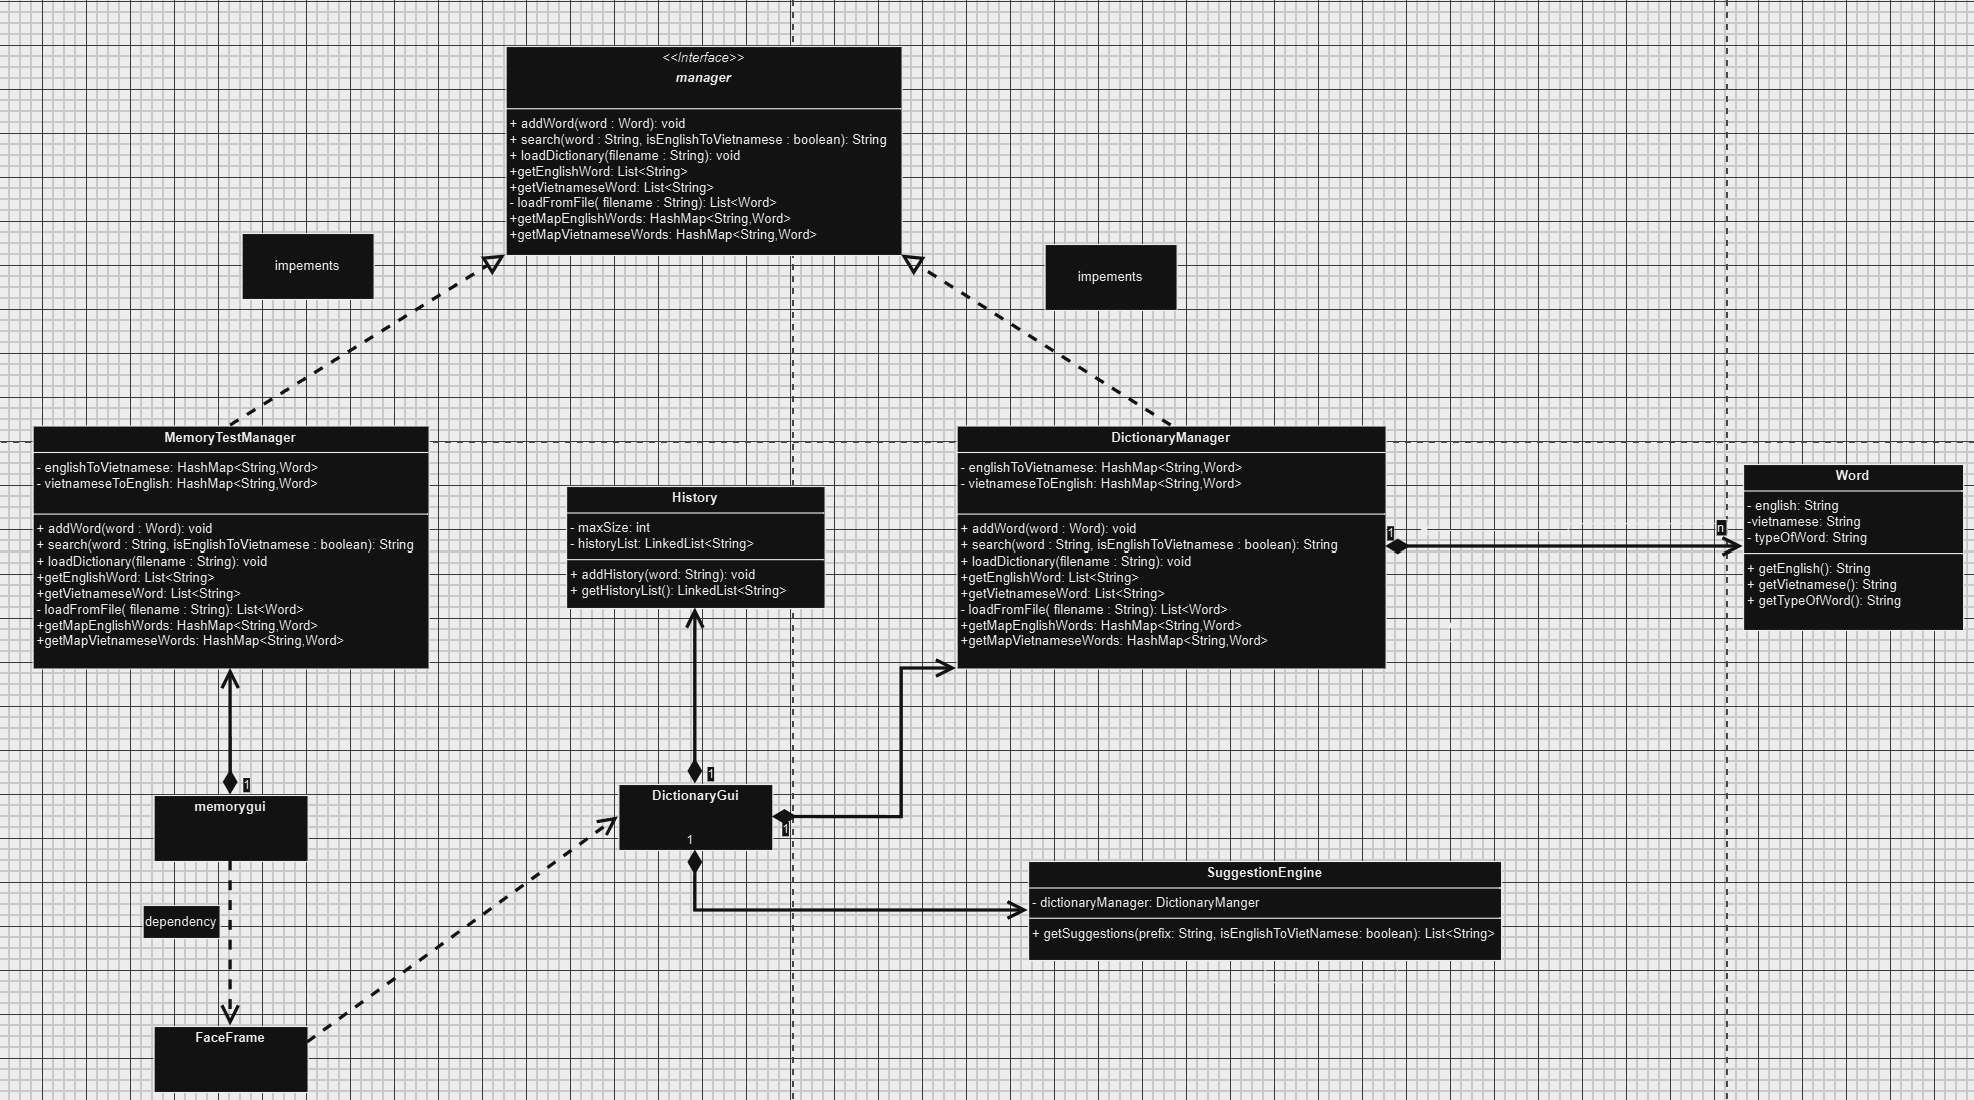 <<Interface>>
manager
+ addWord(word : Word): void
+ search(word : String, isEnglishToVietnamese : boolean): String
+ loadDictionary(filename : String): void
+getEnglishWord: List<String>
+getVietnameseWord: List<String>
- loadFromFile( filename : String): List<Word>
+getMapEnglishWords: HashMap<String,Word>
+getMapVietnameseWords: HashMap<String,Word>
impements
impements
MemoryTestManager
- englishToVietnamese: HashMap<String,Word>
- vietnameseToEnglish: HashMap<String,Word>
+ addWord(word : Word): void
+ search(word : String, isEnglishToVietnamese : boolean): String
+ loadDictionary(filename : String): void
+getEnglishWord: List<String>
+getVietnameseWord: List<String>
- loadFromFile( filename : String): List<Word>
+getMapEnglishWords: HashMap<String,Word>
+getMapVietnameseWords: HashMap<String,Word>
History
- maxSize: int
- historyList: LinkedList<String>
+ addHistory(word: String): void
+ getHistoryList(): LinkedList<String>
DictionaryManager
- englishToVietnamese: HashMap<String,Word>
- vietnameseToEnglish: HashMap<String,Word>
+ addWord(word : Word): void
+ search(word : String, isEnglishToVietnamese : boolean): String
+ loadDictionary(filename : String): void
+getEnglishWord: List<String>
+getVietnameseWord: List<String>
- loadFromFile( filename : String): List<Word>
+getMapEnglishWords: HashMap<String,Word>
+getMapVietnameseWords: HashMap<String,Word>
1
n
Word
- english: String
-vietnamese: String
- typeOfWord: String
+ getEnglish(): String
+ getVietnamese(): String
+ getTypeOfWord(): String
1
memorygui
1
DictionaryGui
1
1
SuggestionEngine
- dictionaryManager: DictionaryManger
+ getSuggestions(prefix: String, isEnglishToVietNamese: boolean): List<String>
dependency
FaceFrame